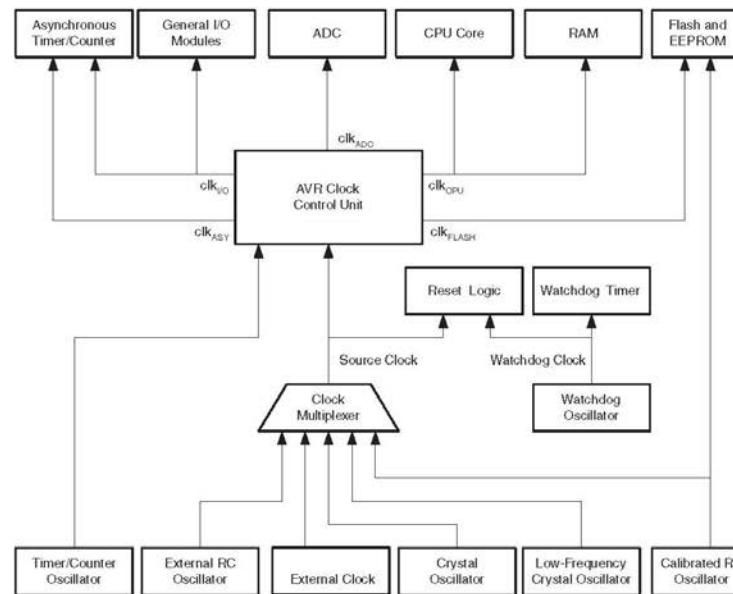 Asynchronous
Timer/Counter
General I/O
Modules
ADC
CPU Core
RAM
Flash and
EEPROM
clkADC
clkI/O
AVR Clock
Control Unit
clkCPU
clkASY
clkFLASH
Reset Logic
Watchdog Timer
Source Clock
Watchdog Clock
Clock
Multiplexer
Watchdog
Oscillator
Timer/Counter
Oscillator
External RC
Oscillator
External Clock
Crystal
Oscillator
Low-Frequency
Crystal Oscillator
Calibrated R
Oscillator